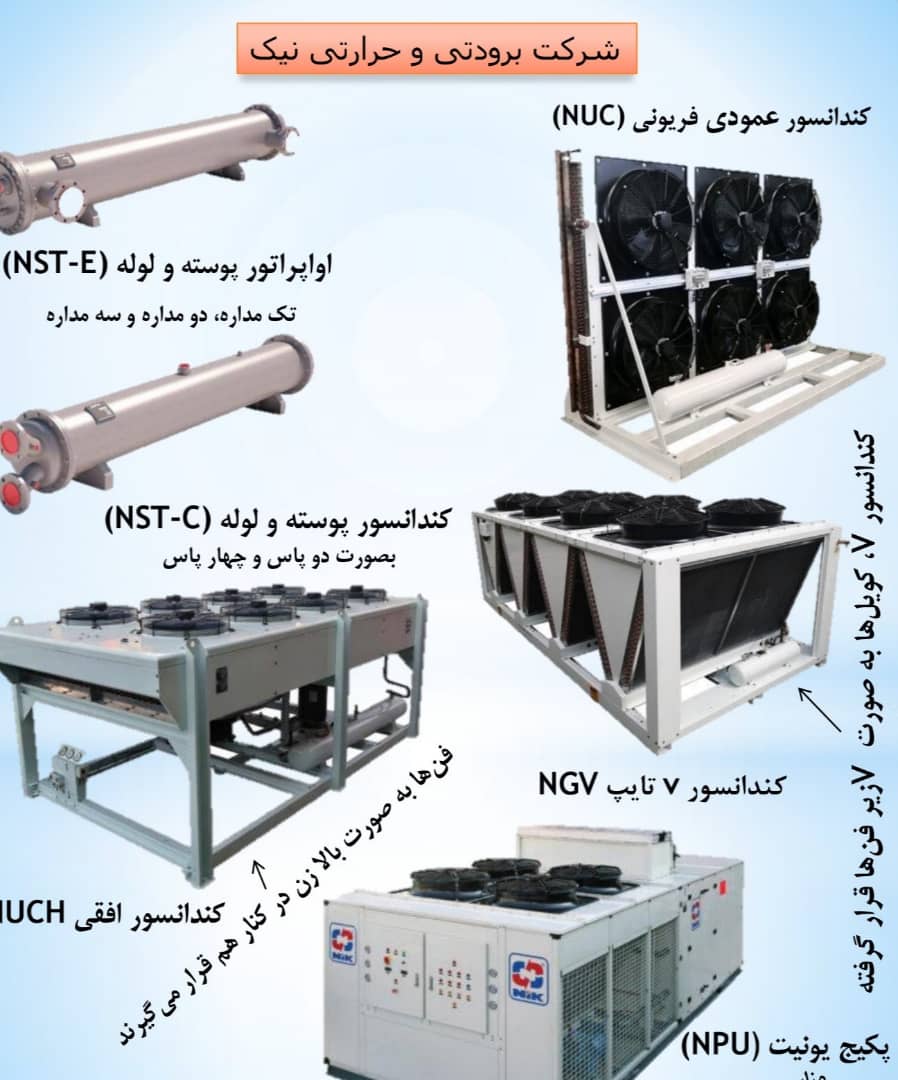 شرکت برودتی و حرارتی نیک
کندانسور عمودی فریونی (NUC)
اواپراتور پوسته و لوله (NST-E)
تک مداره، دو مداره و سه مداره
کندانسور پوسته و لوله (NST-C)
بصورت دو پاس و چهار پاس
کندانسور V، کویل‌ها به صورت V زیر فن‌ها قرار گرفته
کندانسور v تایپ NGV
فن‌ها به صورت بالا زن در کنار هم قرار می‌گیرند
کندانسور افقی NUCH
NiK
NiK
پکیج یونیت (NPU)